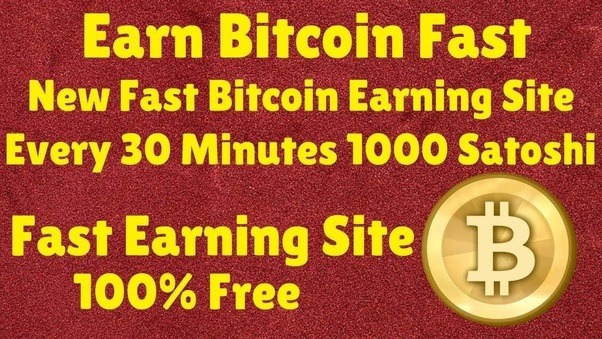 Earn Bitcoin Fast
New Fast Bitcoin Earning Site
Every 30 Minutes 1000 Satoshi
Fast Earning Site
100% Free